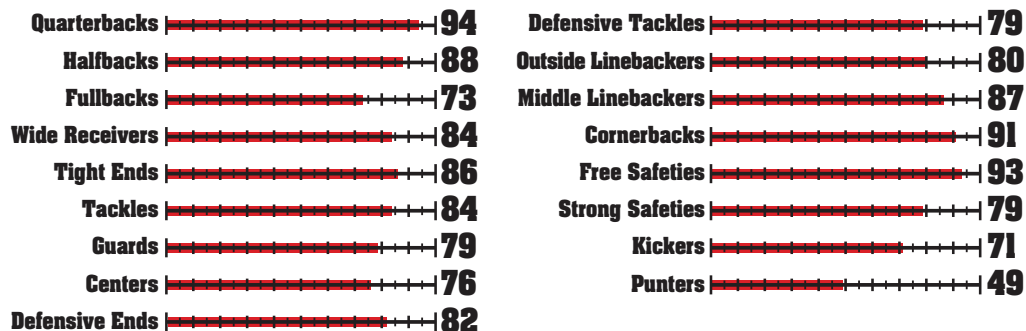 Quarterbacks 94
Halfbacks 88
Fullbacks 73
Wide Receivers 84
Tight Ends 86
Tackles 84
Guards 79
Centers 76
Defensive Ends 82
Defensive Tackles 79
Outside Linebackers 80
Middle Linebackers 87
Cornerbacks 91
Free Safeties 93
Strong Safeties 79
Kickers 71
Punters 49